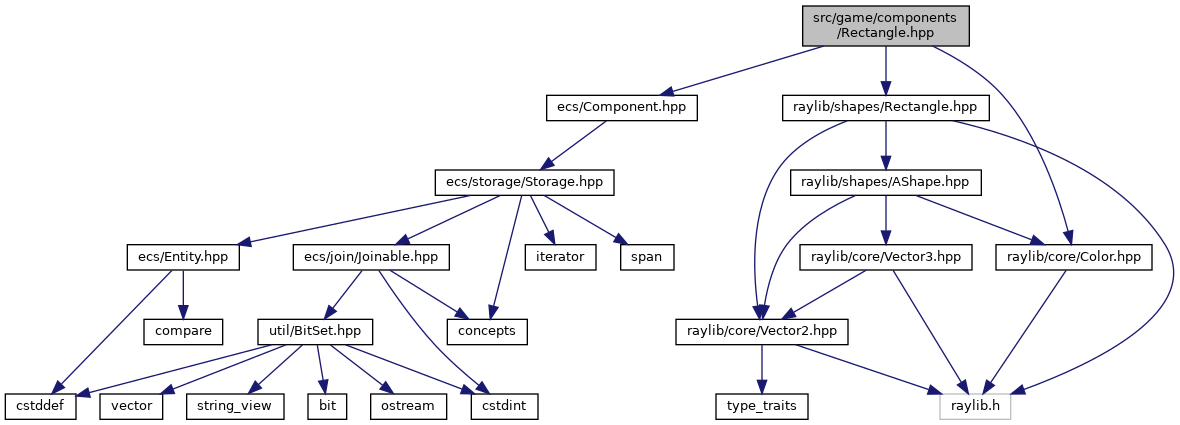 src/game/components
/Rectangle.hpp
ecs/Component.hpp
raylib/shapes/Rectangle.hpp
ecs/storage/Storage.hpp
raylib/shapes/AShape.hpp
ecs/Entity.hpp
ecs/join/Joinable.hpp
iterator
span
raylib/core/Vector3.hpp
raylib/core/Color.hpp
compare
util/BitSet.hpp
concepts
raylib/core/Vector2.hpp
cstddef
vector
string_view
bit
ostream
cstdint
type_traits
raylib.h